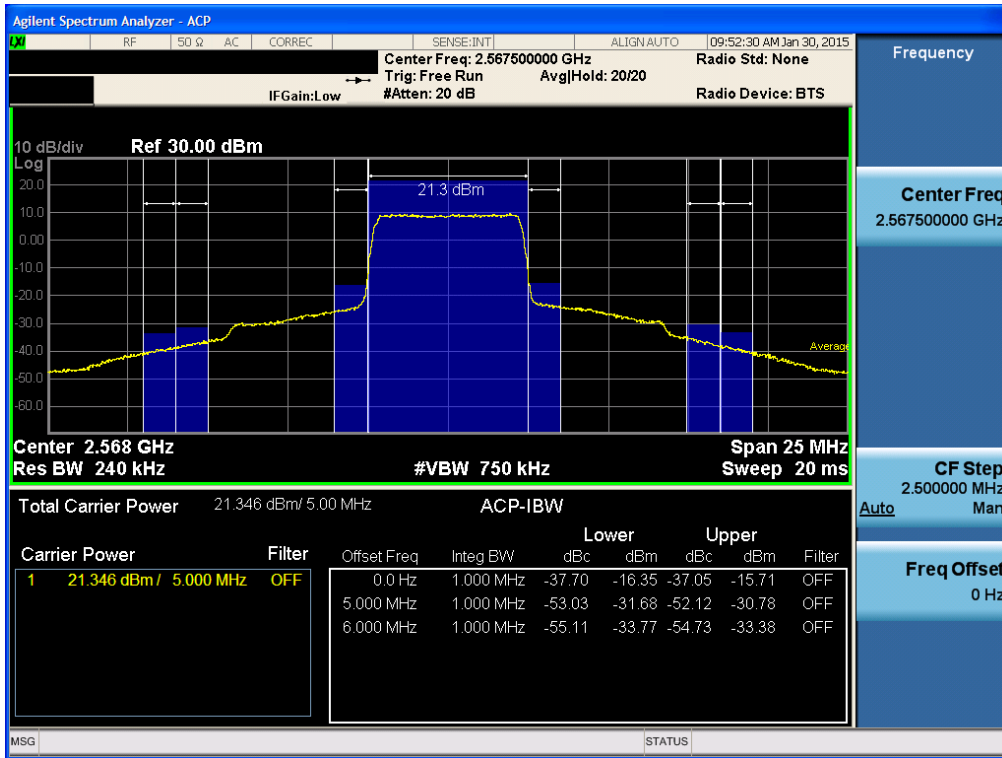 Agilent Spectrum Analyzer - ACP
LXI RF 50 Ω AC CORREC SENSE:INT ALIGN AUTO 09:52:30 AM Jan 30, 2015
Center Freq: 2.567500000 GHz Radio Std: None
Trig: Free Run Avg|Hold: 20/20
IFGain:Low #Atten: 20 dB Radio Device: BTS
10 dB/div Ref 30.00 dBm
Log
20.0
10.0
0.00
-10.0
-20.0
-30.0
-40.0
-50.0
-60.0
21.3 dBm
Average
Center 2.568 GHz Span 25 MHz
Res BW 240 kHz #VBW 750 kHz Sweep 20 ms
Total Carrier Power 21.346 dBm/ 5.00 MHz ACP-IBW
Lower Upper
Carrier Power Filter Offset Freq Integ BW dBc dBm dBc dBm Filter
1 21.346 dBm / 5.000 MHz OFF 0.0 Hz 1.000 MHz -37.70 -16.35 -37.05 -15.71 OFF
5.000 MHz 1.000 MHz -53.03 -31.68 -52.12 -30.78 OFF
6.000 MHz 1.000 MHz -55.11 -33.77 -54.73 -33.38 OFF
MSG STATUS
Frequency
Center Freq
2.567500000 GHz
CF Step
2.500000 MHz
Auto Man
Freq Offset
0 Hz